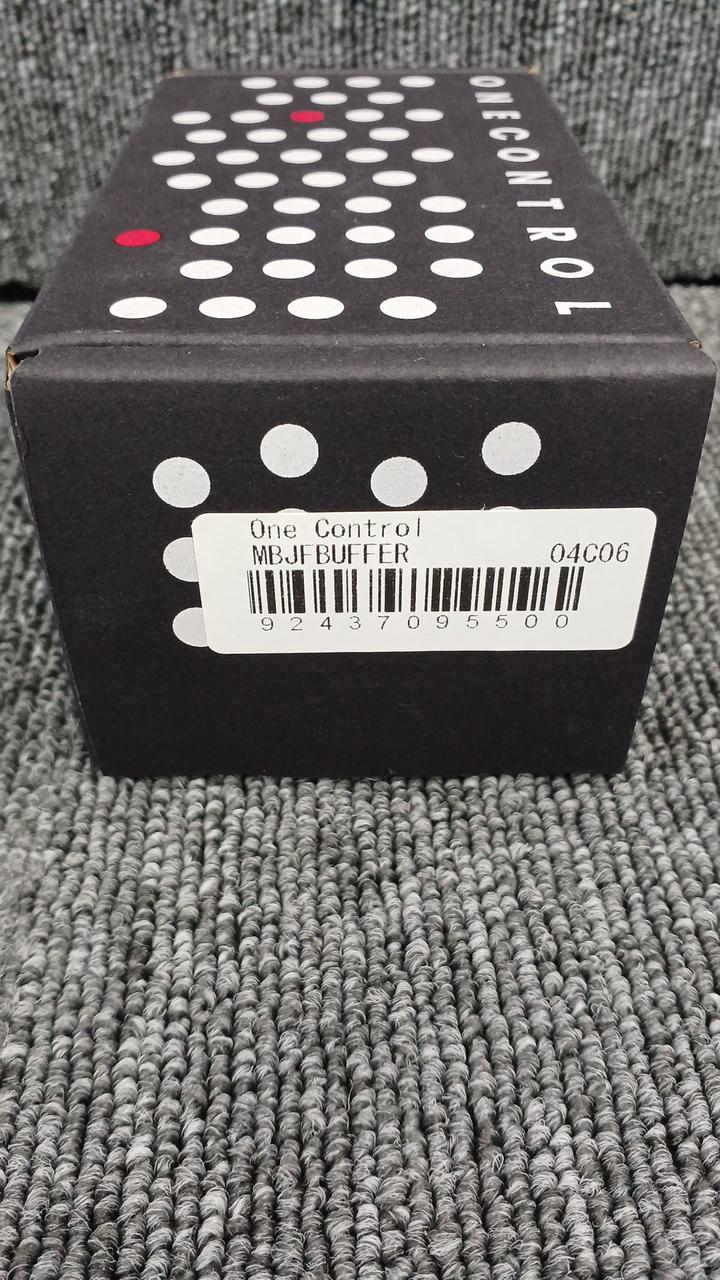 ONECONTROL
One Control
MBJFBUFFER 04C06
92437095500